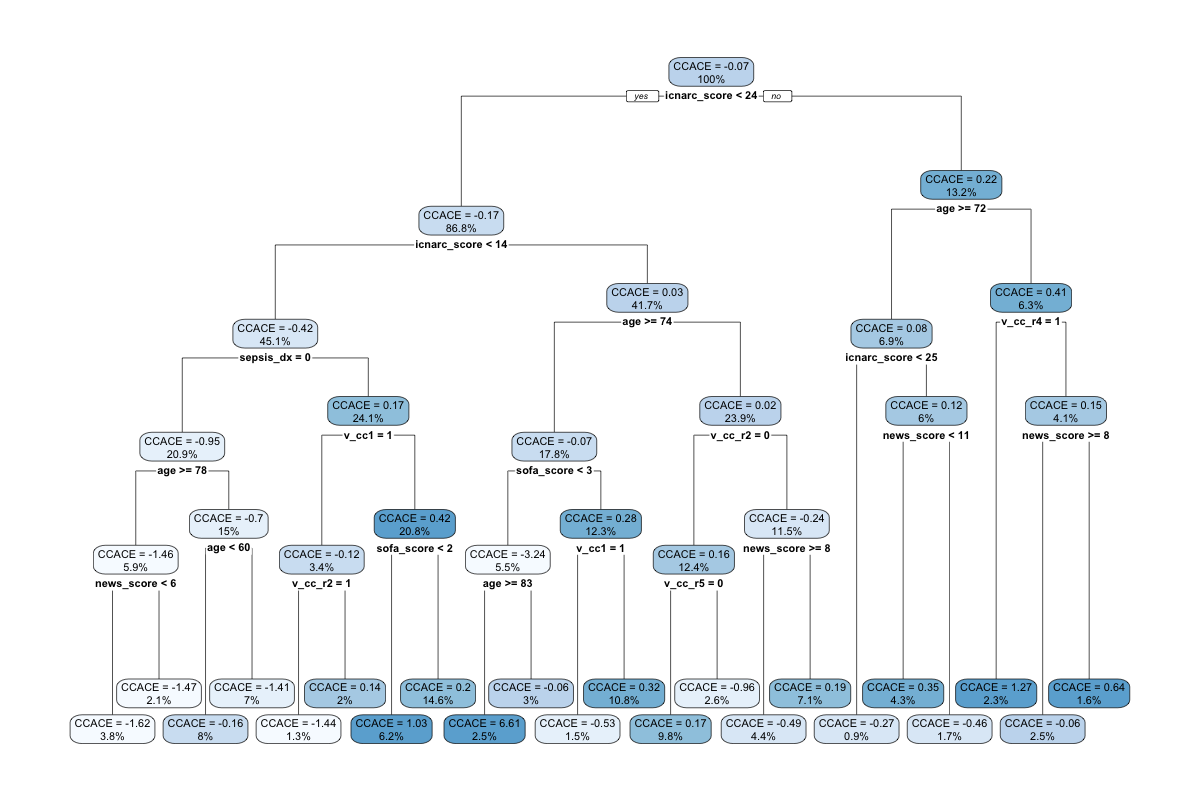 CCACE = -0.07
100%
yes
icnarc_score < 24
no
CCACE = 0.22
13.2%
age >= 72
CCACE = -0.17
86.8%
icnarc_score < 14
CCACE = 0.03
41.7%
age >= 74
CCACE = 0.41
6.3%
v_cc_r4 = 1
CCACE = -0.42
45.1%
sepsis_dx = 0
CCACE = 0.08
6.9%
icnarc_score < 25
CCACE = 0.17
24.1%
v_cc1 = 1
CCACE = 0.02
23.9%
v_cc_r2 = 0
CCACE = 0.12
6%
news_score < 11
CCACE = 0.15
4.1%
news_score >= 8
CCACE = -0.95
20.9%
age >= 78
CCACE = -0.07
17.8%
sofa_score < 3
CCACE = -0.7
15%
age < 60
CCACE = 0.42
20.8%
sofa_score < 2
CCACE = 0.28
12.3%
v_cc1 = 1
CCACE = -0.24
11.5%
news_score >= 8
CCACE = -1.46
5.9%
news_score < 6
CCACE = -0.12
3.4%
v_cc_r2 = 1
CCACE = -3.24
5.5%
age >= 83
CCACE = 0.16
12.4%
v_cc_r5 = 0
CCACE = -1.47
2.1%
CCACE = -1.41
7%
CCACE = 0.14
2%
CCACE = 0.2
14.6%
CCACE = -0.06
3%
CCACE = 0.32
10.8%
CCACE = -0.96
2.6%
CCACE = 0.19
7.1%
CCACE = 0.35
4.3%
CCACE = 1.27
2.3%
CCACE = 0.64
1.6%
CCACE = -1.62
3.8%
CCACE = -0.16
8%
CCACE = -1.44
1.3%
CCACE = 1.03
6.2%
CCACE = 6.61
2.5%
CCACE = -0.53
1.5%
CCACE = 0.17
9.8%
CCACE = -0.49
4.4%
CCACE = -0.27
0.9%
CCACE = -0.46
1.7%
CCACE = -0.06
2.5%